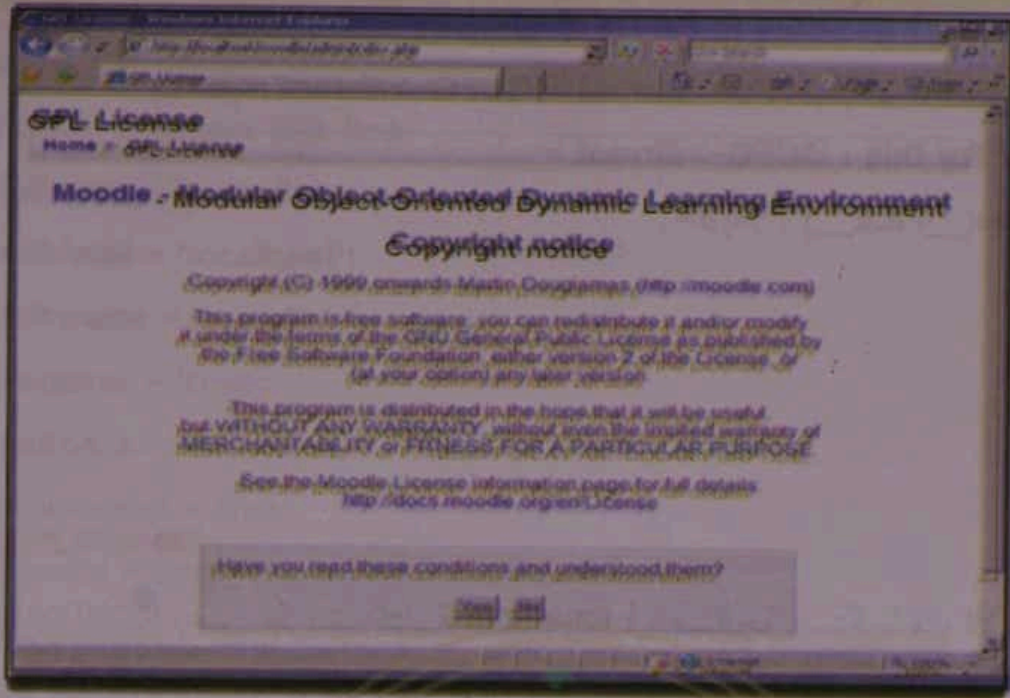 Windows Internet Explorer
GPL License
GPL License
Home ► GPL License
Moodle - Modular Object-Oriented Dynamic Learning Environment
Copyright notice
Copyright (C) 1999 onwards Martin Dougiamas (http://moodle.com)
This program is free software; you can redistribute it and/or modify
it under the terms of the GNU General Public License as published by
the Free Software Foundation; either version 2 of the License, or
(at your option) any later version.
This program is distributed in the hope that it will be useful,
but WITHOUT ANY WARRANTY; without even the implied warranty of
MERCHANTABILITY or FITNESS FOR A PARTICULAR PURPOSE.
See the Moodle License information page for full details:
http://docs.moodle.org/en/License
Have you read these conditions and understood them?
Yes No